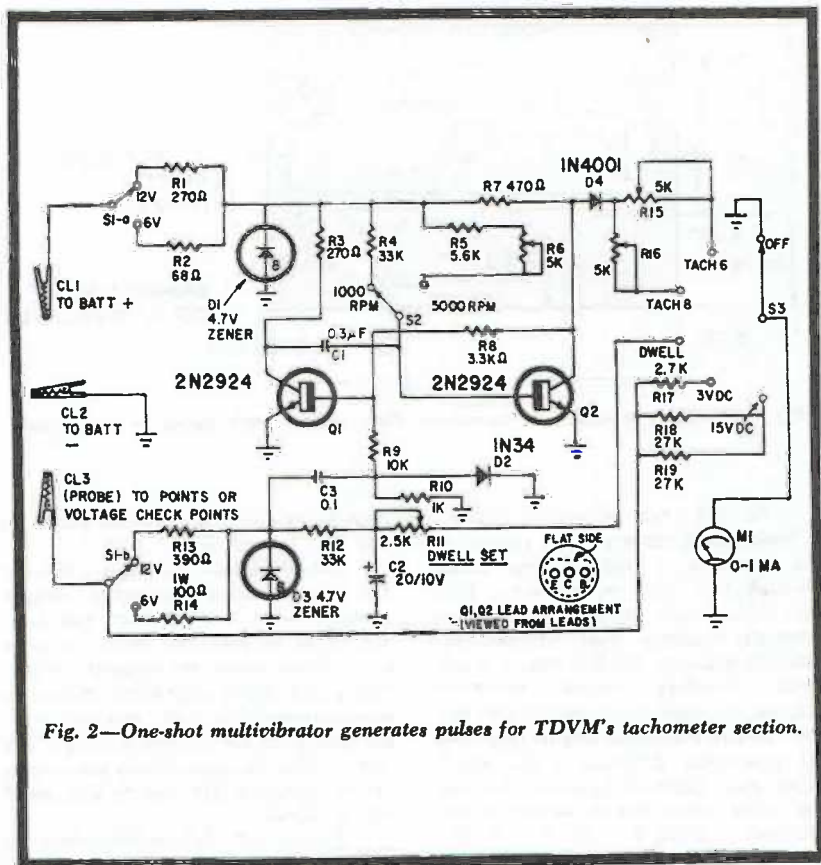 1N4001
D4
R7 470Ω
5K
R15
R1
270Ω
12V
S1-a
6V
R2
68Ω
R3
270Ω
R4
33K
R5
5.6K
R6
5K
R16
5K
OFF
TACH 6
TACH 8
S3
CL1
TO BATT +
D1
4.7V
ZENER
8
1000
RPM
5000RPM
S2
0.3µF
C1
R8
3.3KΩ
DWELL
2.7K
R17
3VDC
2N2924
Q1
2N2924
Q2
R18
27K
15VDC
R19
27K
CL2
TO BATT
–
R9
10K
1N34
D2
CL3
(PROBE) TO POINTS OR
VOLTAGE CHECK POINTS
C3
0.1
R10
1K
S1-b
12V
R13
390Ω
1W
6V
100Ω
R14
R12
33K
2.5K
R11
DWELL SET
FLAT SIDE
E C B
M1
0-1 MA
D3 4.7V
ZENER
+
C2
20/10V
Q1,Q2 LEAD ARRANGEMENT
(VIEWED FROM LEADS)
Fig. 2—One-shot multivibrator generates pulses for TDVM's tachometer section.